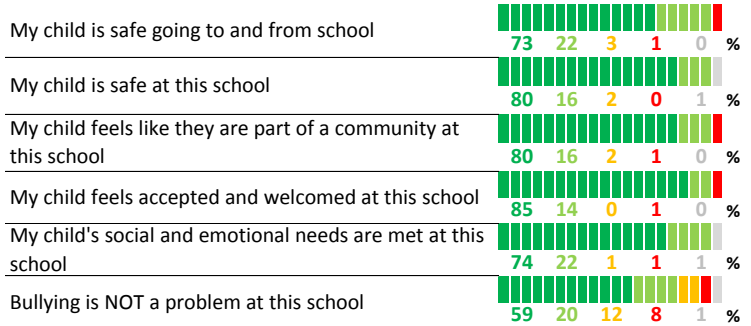 My child is safe going to and from school
73 22 3 1 0 %
My child is safe at this school
80 16 2 0 1 %
My child feels like they are part of a community at
this school
80 16 2 1 0 %
My child feels accepted and welcomed at this school
85 14 0 1 0 %
My child's social and emotional needs are met at this
school
74 22 1 1 1 %
Bullying is NOT a problem at this school
59 20 12 8 1 %